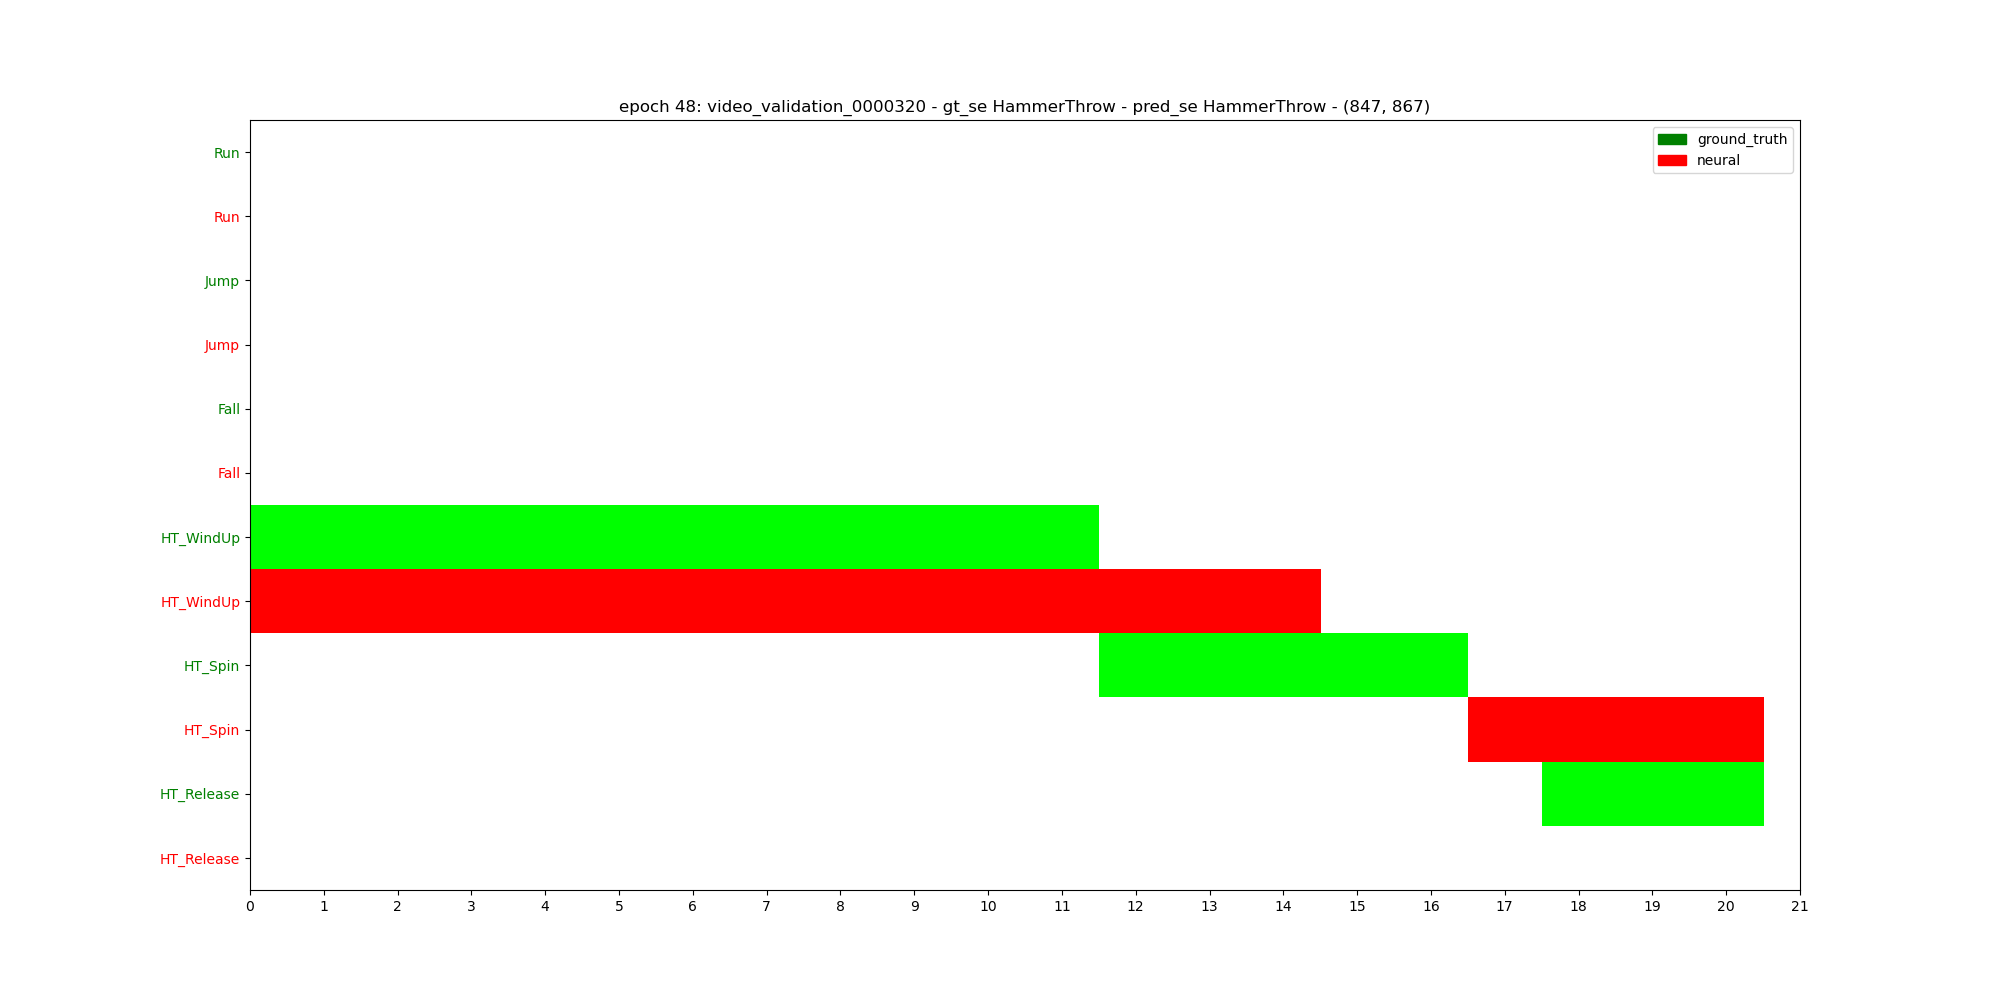 epoch 48: video_validation_0000320 - gt_se HammerThrow - pred_se HammerThrow - (847, 867)
ground_truth
neural
Run
Run
Jump
Jump
Fall
Fall
HT_WindUp
HT_WindUp
HT_Spin
HT_Spin
HT_Release
HT_Release
0 1 2 3 4 5 6 7 8 9 10 11 12 13 14 15 16 17 18 19 20 21